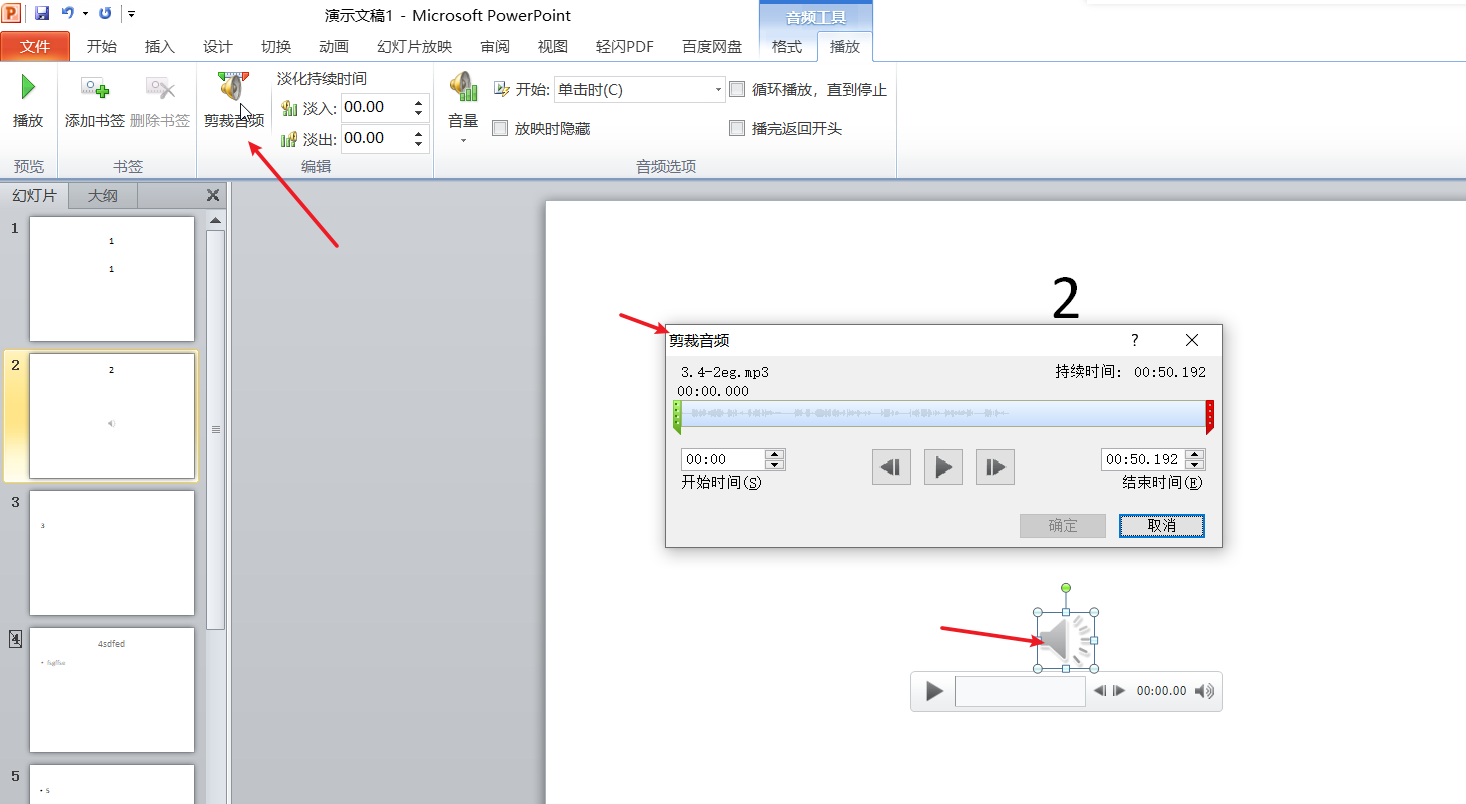 演示文稿1 - Microsoft PowerPoint
音频工具
文件 开始 插入 设计 切换 动画 幻灯片放映 审阅 视图 轻闪PDF 百度网盘 格式 播放
淡化持续时间
开始: 单击时(C) 循环播放，直到停止
淡入: 00.00
播放 添加书签 删除书签 剪裁音频 音量
放映时隐藏 播完返回开头
淡出: 00.00
预览 书签 编辑 音频选项
幻灯片 大纲
1
1
1
2
2
3
3
4
4sdfed
5
5
2
剪裁音频 ?
3.4-2eg.mp3 持续时间: 00:50.192
00:00.000
00:00 00:50.192
开始时间(S) 结束时间(E)
确定 取消
00:00.00